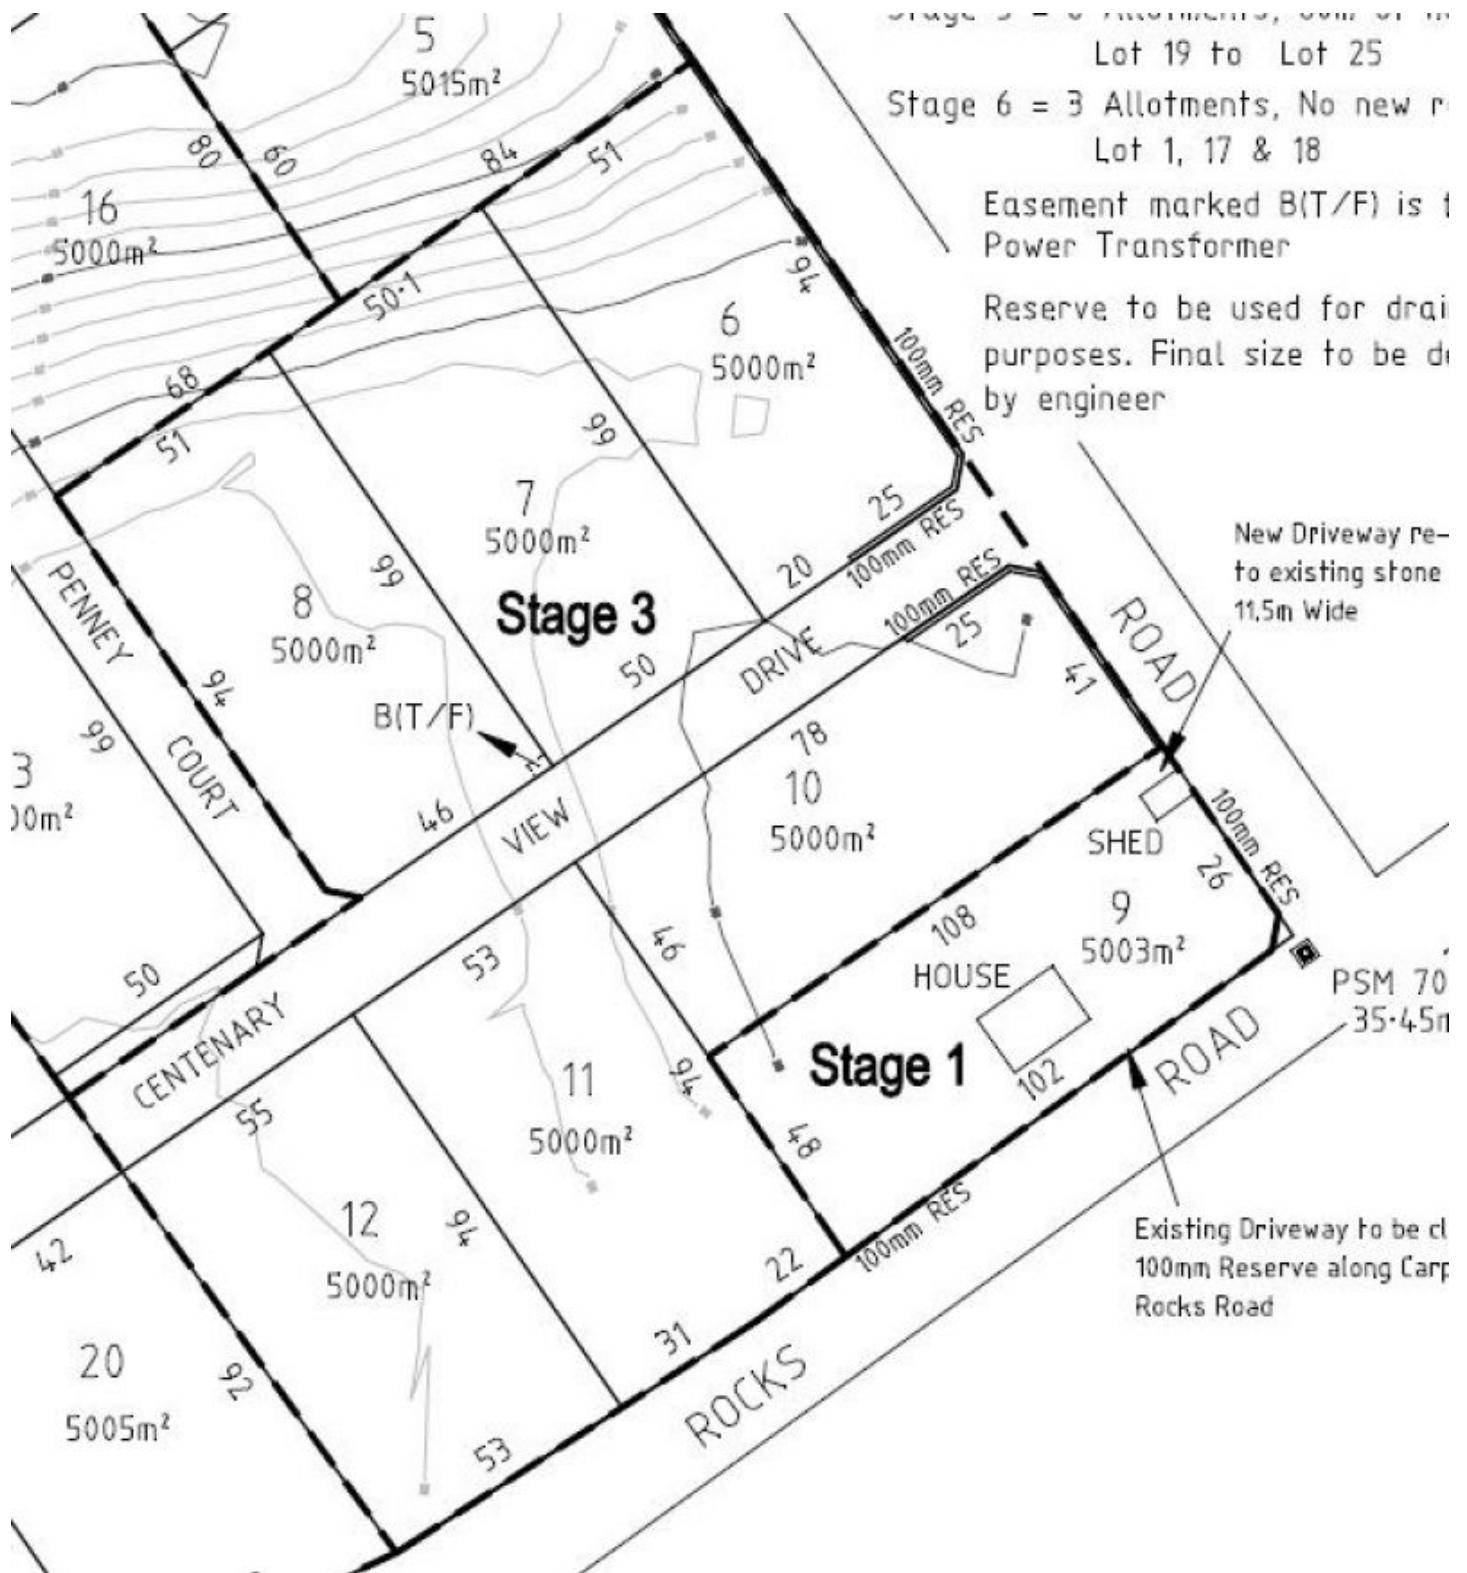 Lot 19 to Lot 25
Stage 6 = 3 Allotments, No new
Lot 1, 17 & 18
Easement marked B(T/F) is
Power Transformer
Reserve to be used for drai
purposes. Final size to be de
by engineer
5
5015m²
80
60
84
51
16
5000m²
94
50·1
6
5000m²
100mm RES
68
51
99
7
5000m²
25
100mm RES
New Driveway re-
to existing stone
11.5m Wide
PENNEY
COURT
99
8
5000m²
Stage 3
20
100mm RES
25
ROAD
94
50
DRIVE
41
B(T/F)
99
3
00m²
78
10
5000m²
46
VIEW
SHED
100mm RES
26
108
9
5003m²
46
HOUSE
53
50
PSM 70
35·45m
CENTENARY
Stage 1
102
ROAD
55
11
5000m²
94
48
100mm RES
12
5000m²
94
22
Existing Driveway to be cl
100mm Reserve along Carp
Rocks Road
42
31
20
5005m²
92
ROCKS
53